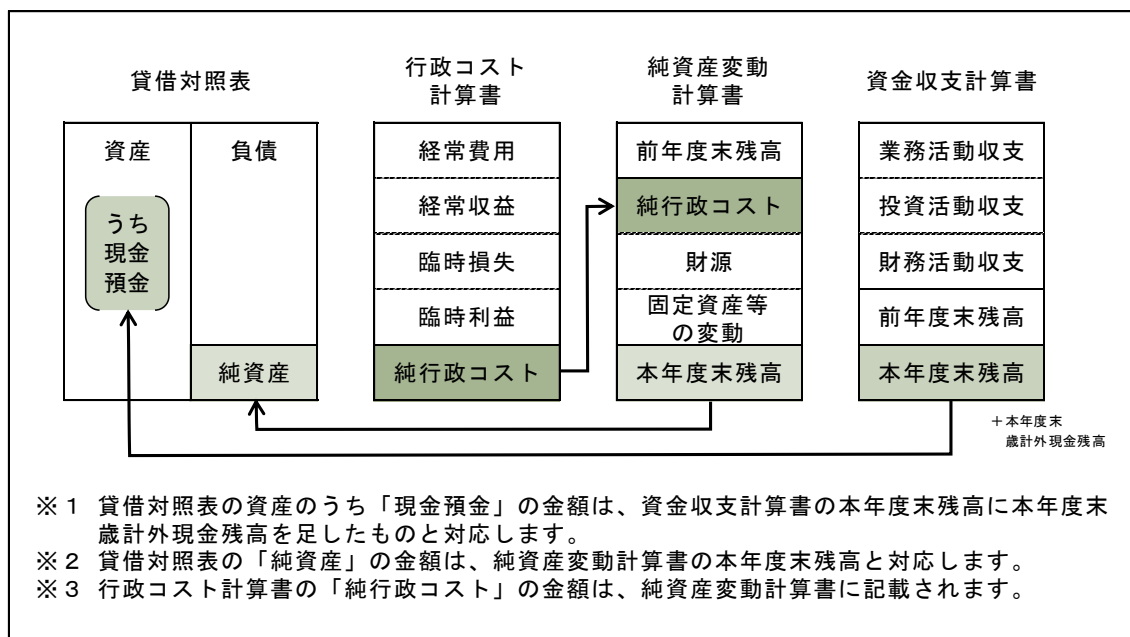 貸借対照表
行政コスト
計算書
純資産変動
計算書
資金収支計算書
資産
負債
うち
現金
預金
純資産
経常費用
経常収益
臨時損失
臨時利益
純行政コスト
前年度末残高
純行政コスト
財源
固定資産等
の変動
本年度末残高
業務活動収支
投資活動収支
財務活動収支
前年度末残高
本年度末残高
＋本年度末
歳計外現金残高
※１ 貸借対照表の資産のうち「現金預金」の金額は、資金収支計算書の本年度末残高に本年度末
歳計外現金残高を足したものと対応します。
※２ 貸借対照表の「純資産」の金額は、純資産変動計算書の本年度末残高と対応します。
※３ 行政コスト計算書の「純行政コスト」の金額は、純資産変動計算書に記載されます。